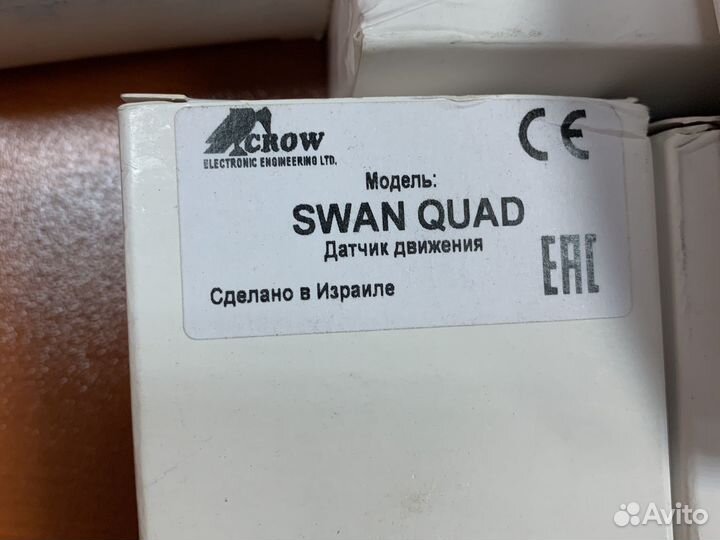 CROW
ELECTRONIC ENGINEERING LTD.
CE
Модель:
SWAN QUAD
Датчик движения
EAC
Сделано в Израиле
Avito